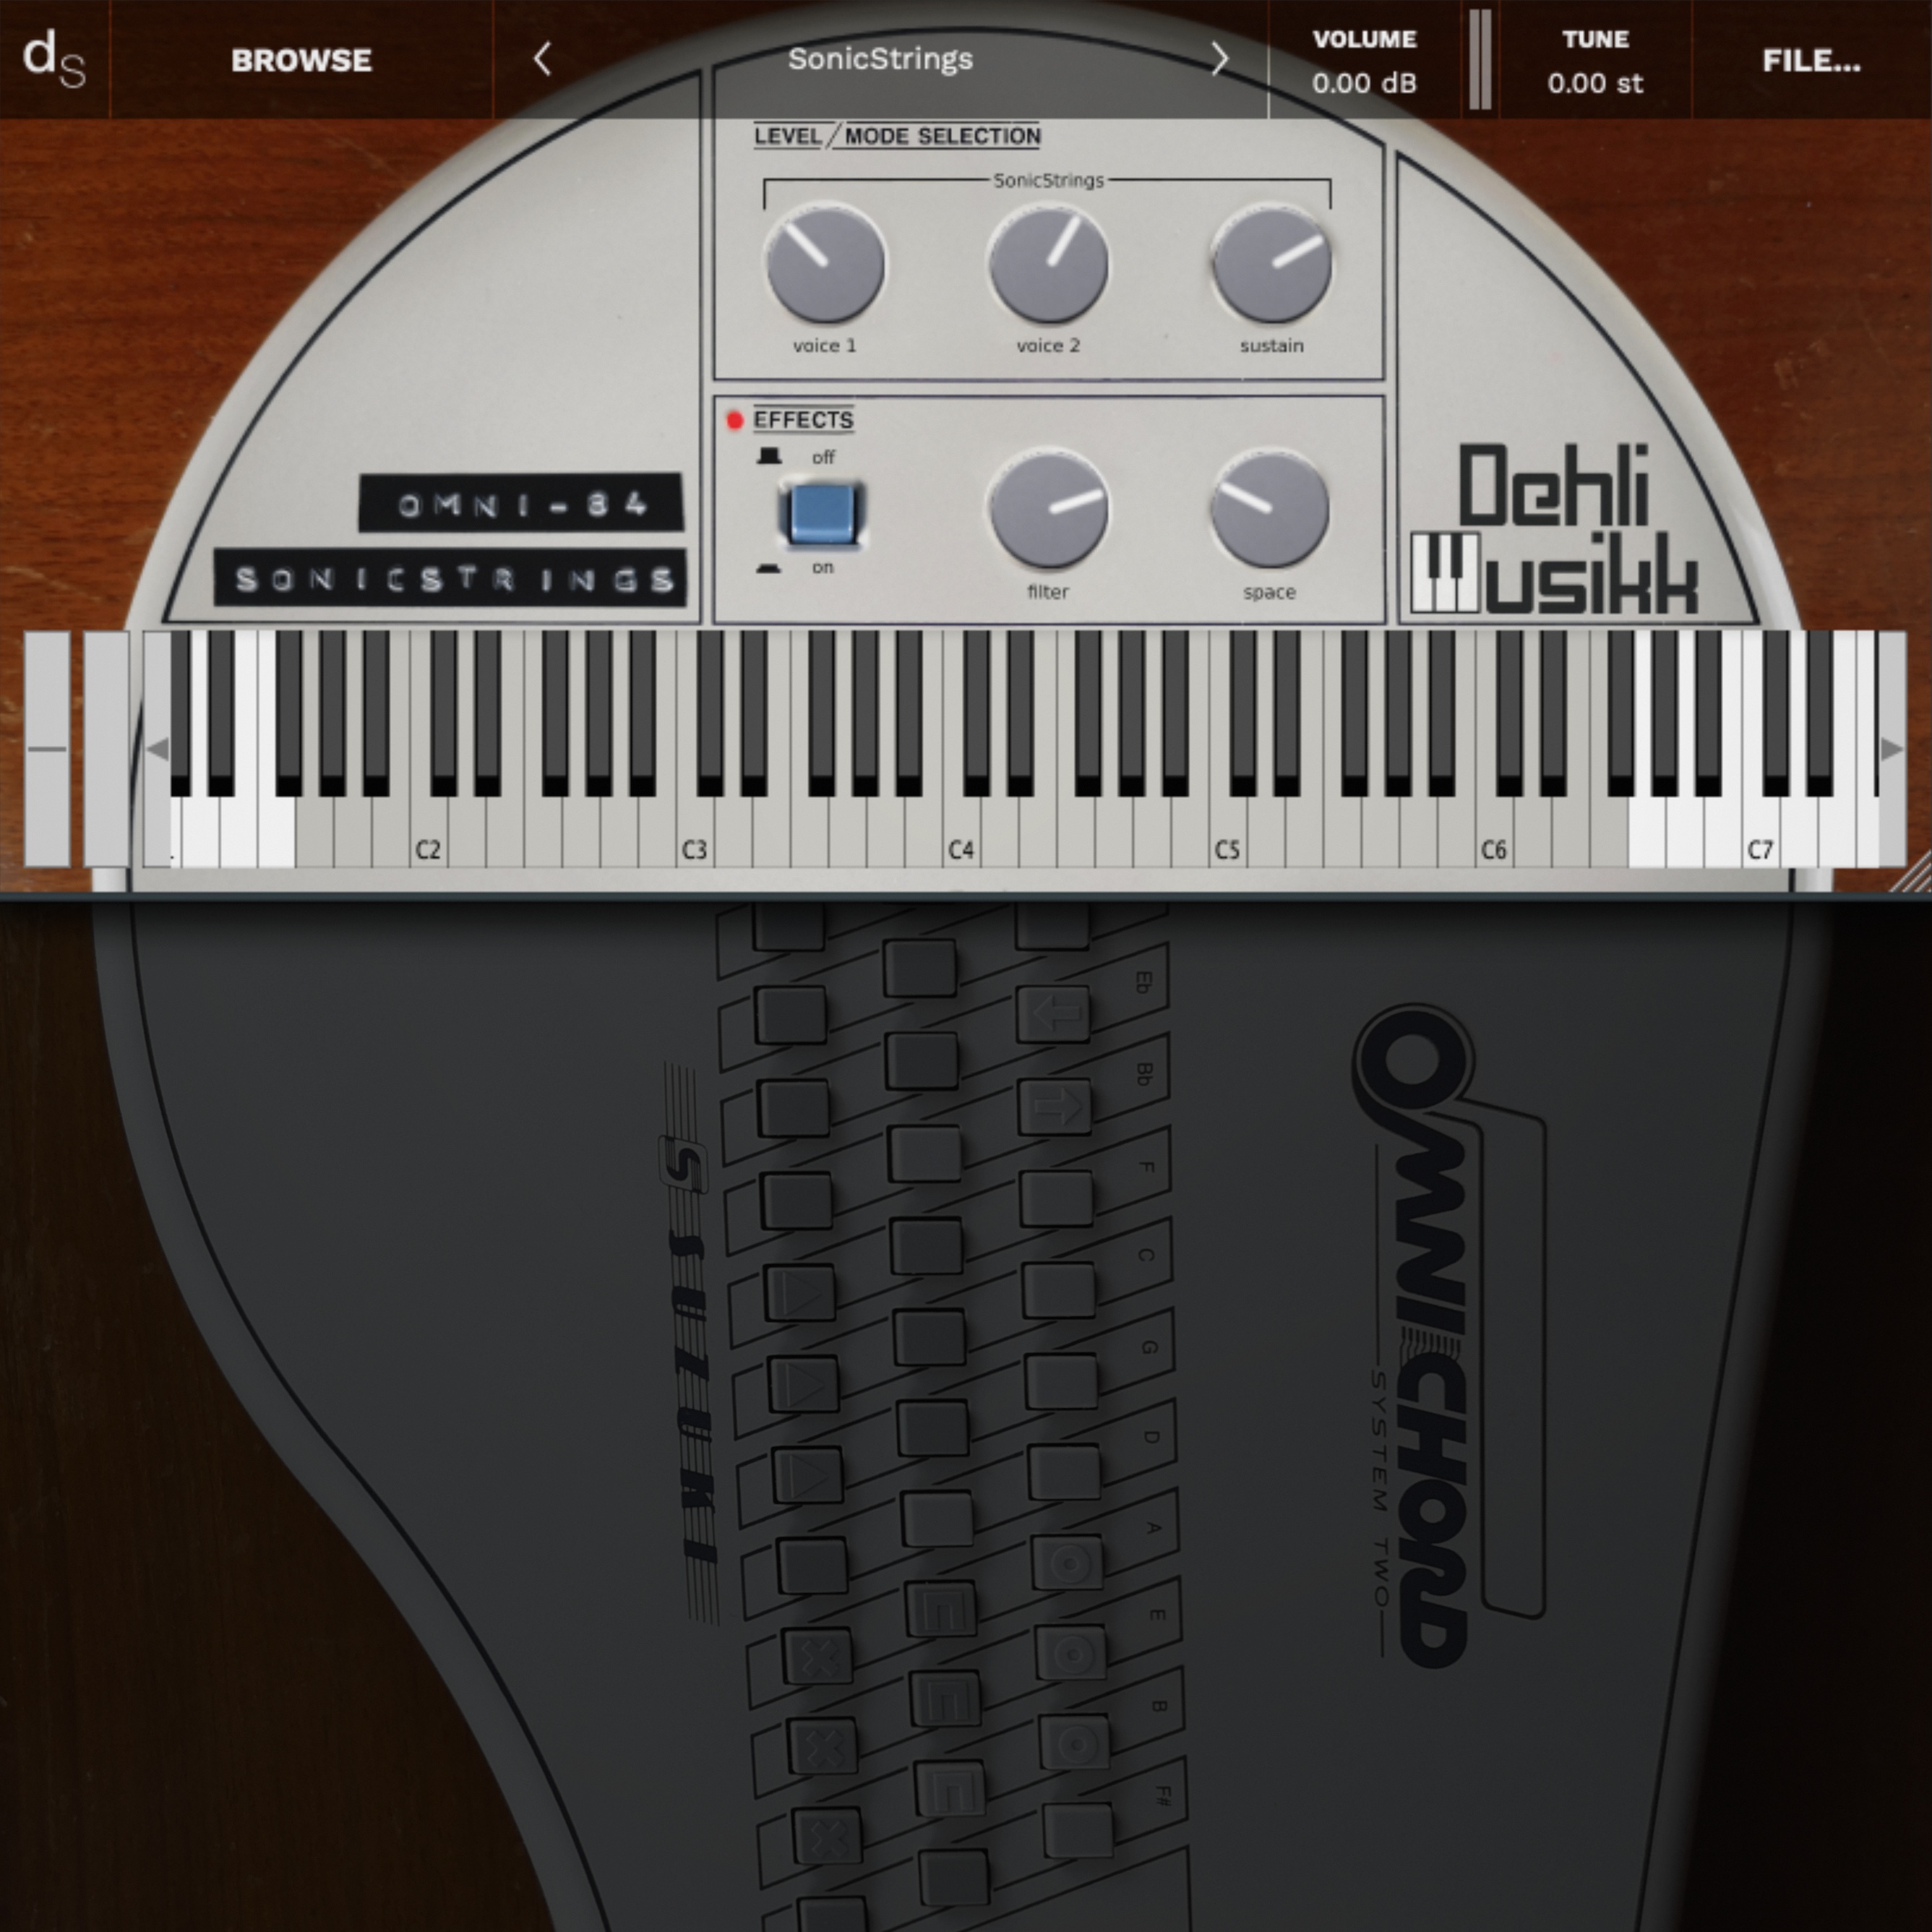 ds
BROWSE
SonicStrings
VOLUME
0.00 dB
TUNE
0.00 st
FILE...
LEVEL/MODE SELECTION
SonicStrings
voice 1
voice 2
sustain
EFFECTS
off
on
filter
space
OMNI-84
SONICSTRINGS
Dehli
Musikk
C2
C3
C4
C5
C6
C7
Eb
Bb
F
C
G
D
A
E
B
F#
S SUZUKI
OMNICHORD
SYSTEM TWO